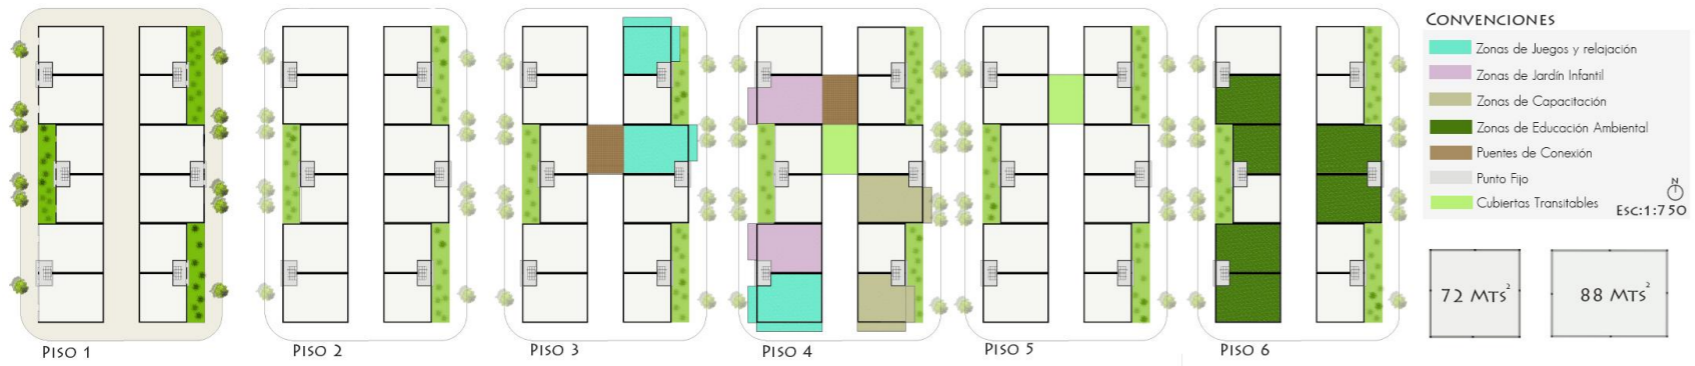 CONVENCIONES
Zonas de Juegos y relajación
Zonas de Jardín Infantil
Zonas de Capacitación
Zonas de Educación Ambiental
Puentes de Conexión
Punto Fijo
Cubiertas Transitables
N
ESC:1:750
72 MTS²
88 MTS²
PISO 1
PISO 2
PISO 3
PISO 4
PISO 5
PISO 6